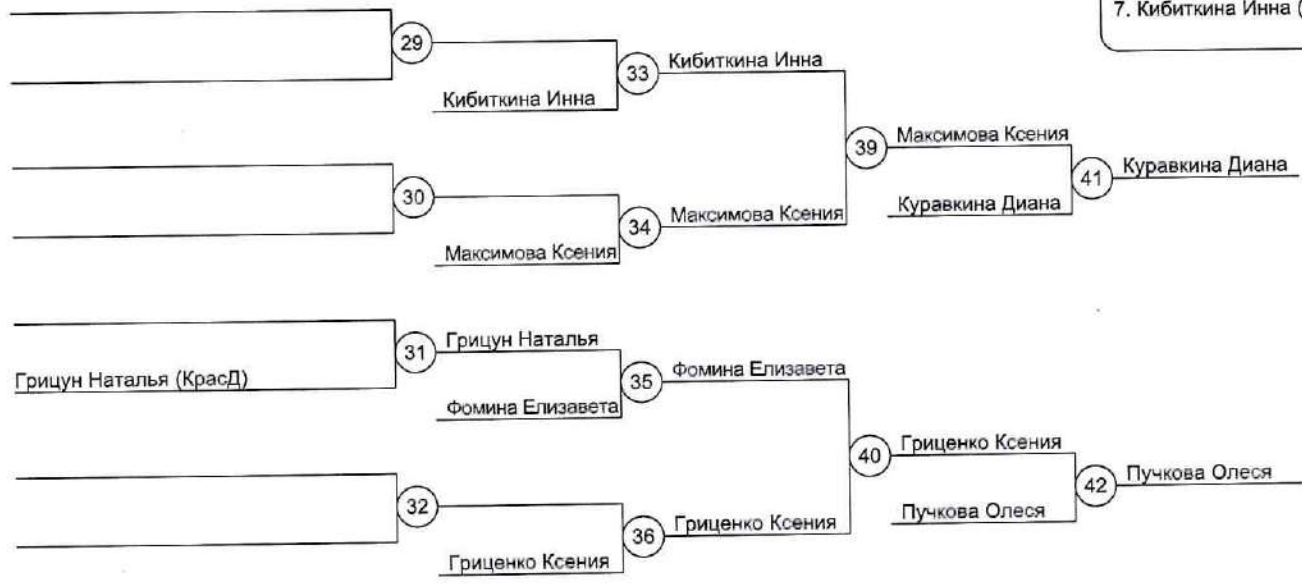 7. Кибиткина Инна (
29
33
Кибиткина Инна
Кибиткина Инна
39
Максимова Ксения
41
Куравкина Диана
30
34
Максимова Ксения
Куравкина Диана
Максимова Ксения
31
Грицун Наталья
Грицун Наталья (КрасД)
35
Фомина Елизавета
Фомина Елизавета
40
Гриценко Ксения
42
Пучкова Олеся
32
36
Гриценко Ксения
Пучкова Олеся
Гриценко Ксения